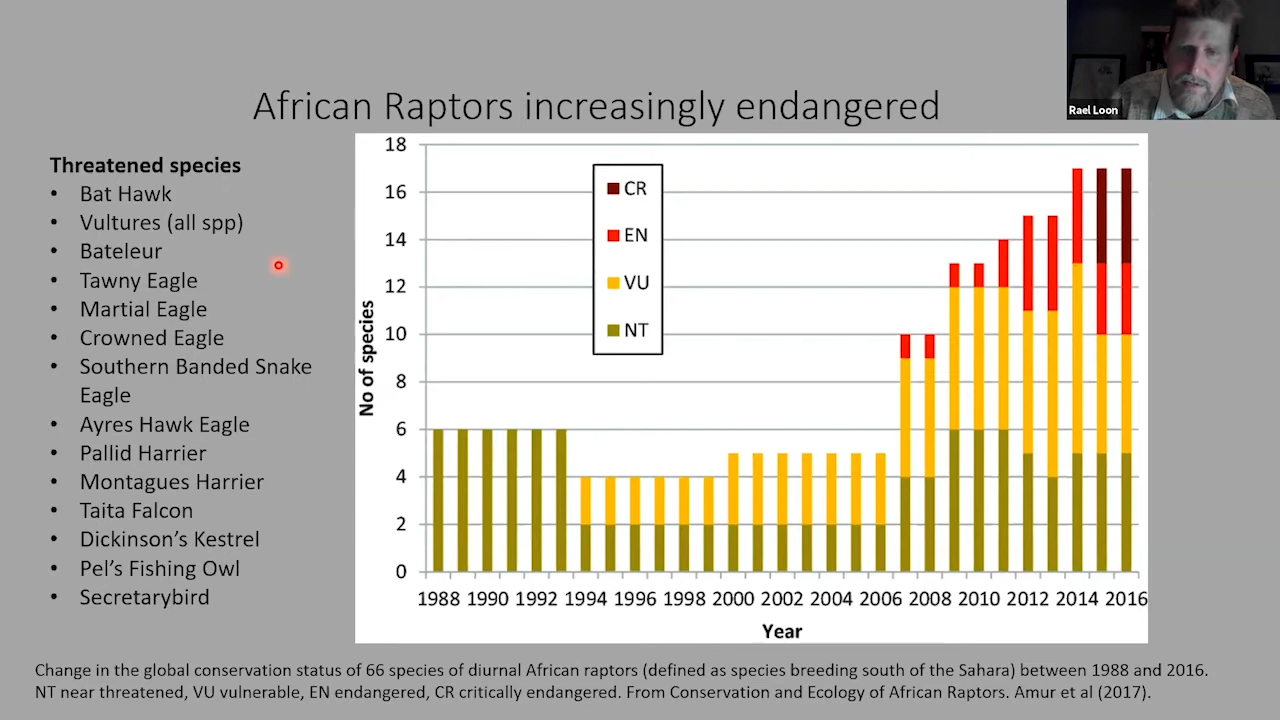 Rael Loon
African Raptors increasingly endangered
Threatened species
• Bat Hawk
• Vultures (all spp)
• Bateleur
• Tawny Eagle
• Martial Eagle
• Crowned Eagle
• Southern Banded Snake
Eagle
• Ayres Hawk Eagle
• Pallid Harrier
• Montagues Harrier
• Taita Falcon
• Dickinson's Kestrel
• Pel's Fishing Owl
• Secretarybird
No of species
18
16
14
12
10
8
6
4
2
0
CR
EN
VU
NT
1988 1990 1992 1994 1996 1998 2000 2002 2004 2006 2008 2010 2012 2014 2016
Year
Change in the global conservation status of 66 species of diurnal African raptors (defined as species breeding south of the Sahara) between 1988 and 2016.
NT near threatened, VU vulnerable, EN endangered, CR critically endangered. From Conservation and Ecology of African Raptors. Amur et al (2017).